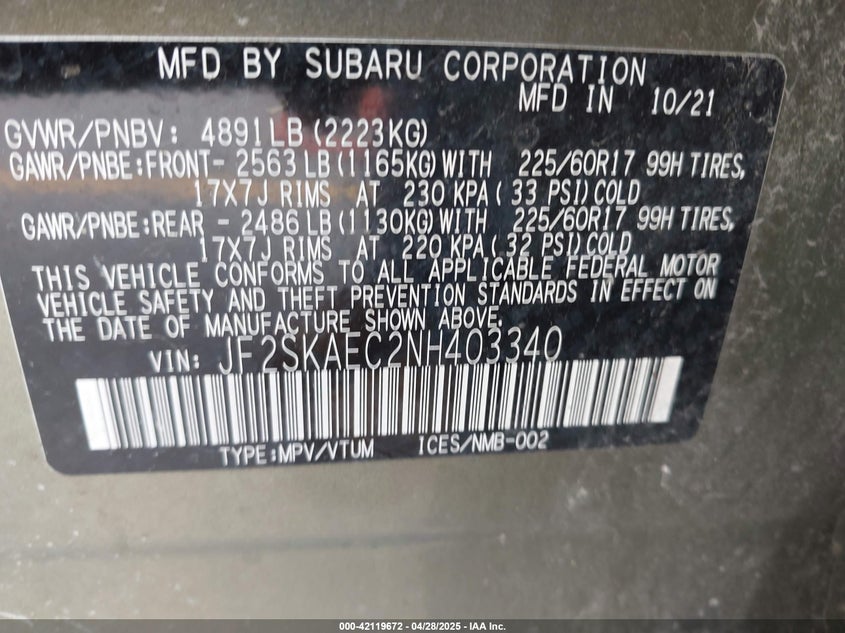 MFD BY SUBARU CORPORATION
MFD IN 10/21
GVWR/PNBV: 4891LB (2223KG)
GAWR/PNBE:FRONT- 2563 LB (1165KG) WITH 225/60R17 99H TIRES,
17X7J RIMS AT 230 KPA ( 33 PSI) COLD
GAWR/PNBE:REAR - 2486 LB (1130KG) WITH 225/60R17 99H TIRES,
17X7J RIMS AT 220 KPA ( 32 PSI) COLD
THIS VEHICLE CONFORMS TO ALL APPLICABLE FEDERAL MOTOR
VEHICLE SAFETY AND THEFT PREVENTION STANDARDS IN EFFECT ON
THE DATE OF MANUFACTURE SHOWN ABOVE.
VIN: JF2SKAEC2NH403340
TYPE:MPV/VTUM ICES/NMB-002
000-42119672 - 04/28/2025 - IAA Inc.